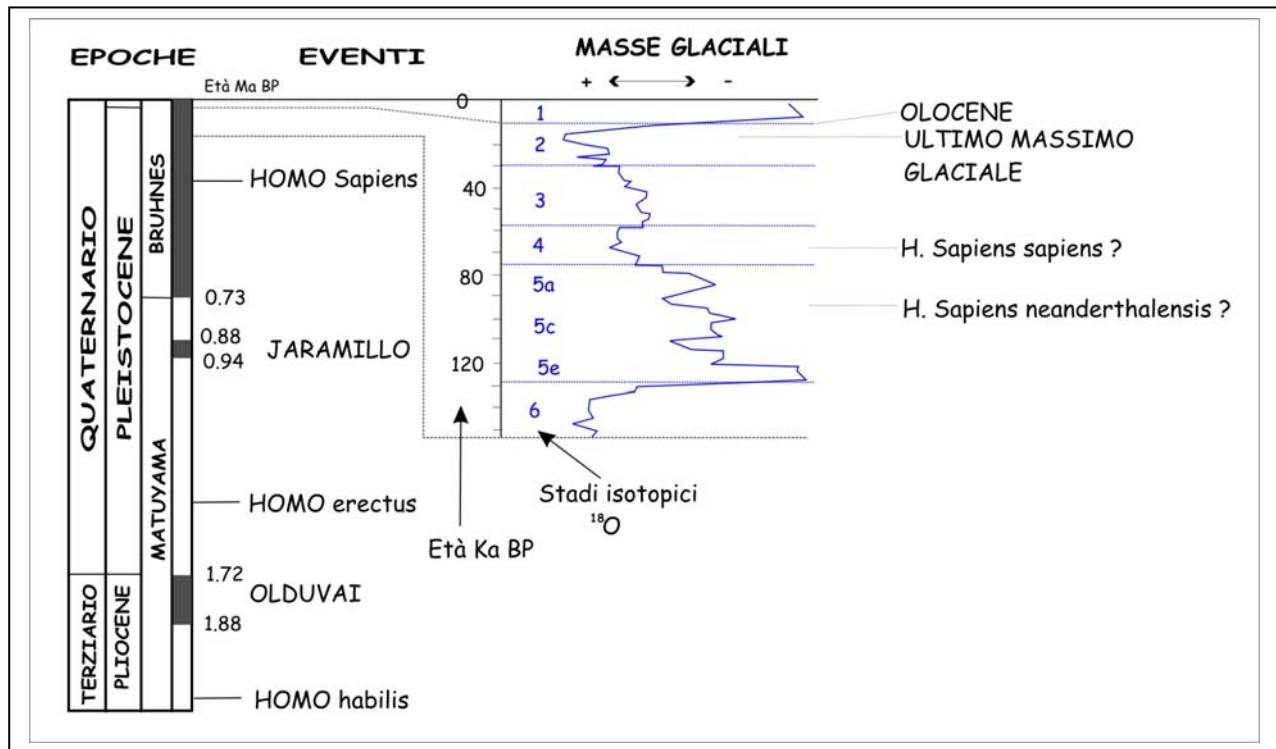 EPOCHE
EVENTI
MASSE GLACIALI
+ -
Età Ma BP
QUATERNARIO
PLEISTOCENE
BRUHNES
MATUYAMA
TERZIARIO
PLIOCENE
0.73
0.88
0.94
1.72
1.88
HOMO Sapiens
JARAMILLO
HOMO erectus
OLDUVAI
HOMO habilis
0
40
80
120
Età Ka BP
1
2
3
4
5a
5c
5e
6
Stadi isotopici
18O
OLOCENE
ULTIMO MASSIMO
GLACIALE
H. Sapiens sapiens ?
H. Sapiens neanderthalensis ?